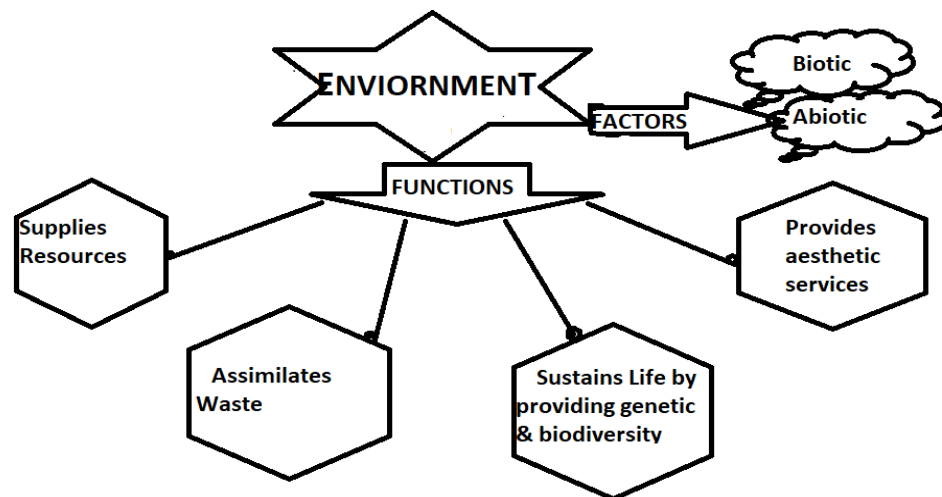 ENVIORNMENT
Biotic
FACTORS
Abiotic
FUNCTIONS
Supplies
Resources
Provides
aesthetic
services
Assimilates
Waste
Sustains Life by
providing genetic
& biodiversity